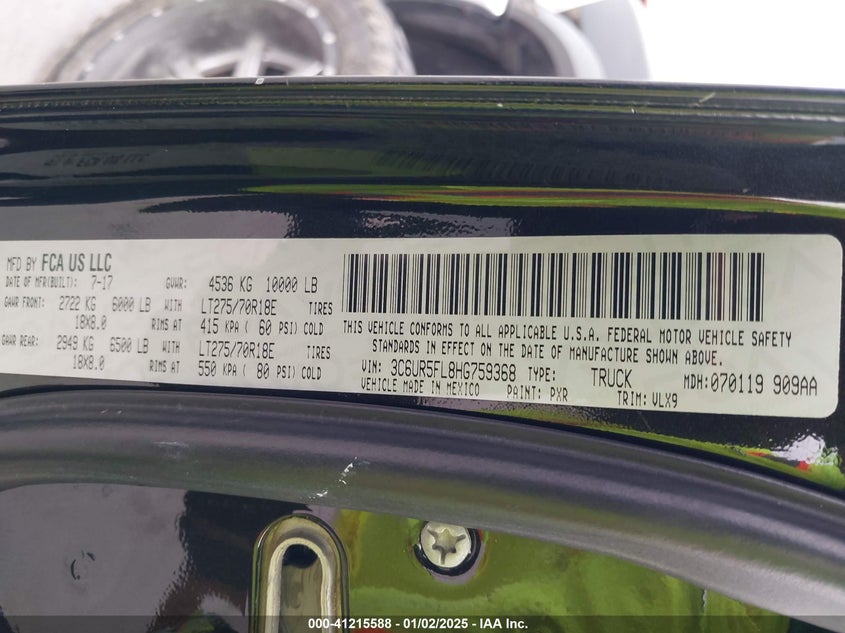 MFD BY FCA US LLC
DATE OF MFR(BUILT): 7-17 GVWR: 4536 KG 10000 LB
GAWR FRONT: 2722 KG 6000 LB WITH LT275/70R18E TIRES
18X8.0 RIMS AT 415 KPA ( 60 PSI) COLD
GAWR REAR: 2949 KG 6500 LB WITH LT275/70R18E TIRES
18X8.0 RIMS AT 550 KPA ( 80 PSI) COLD
THIS VEHICLE CONFORMS TO ALL APPLICABLE U.S.A. FEDERAL MOTOR VEHICLE SAFETY
STANDARDS IN EFFECT ON THE DATE OF MANUFACTURE SHOWN ABOVE.
VIN: 3C6UR5FL8HG759368 TYPE: TRUCK MDH:070119 909AA
VEHICLE MADE IN MEXICO PAINT: PXR TRIM: VLX9
000-41215588 - 01/02/2025 - IAA Inc.